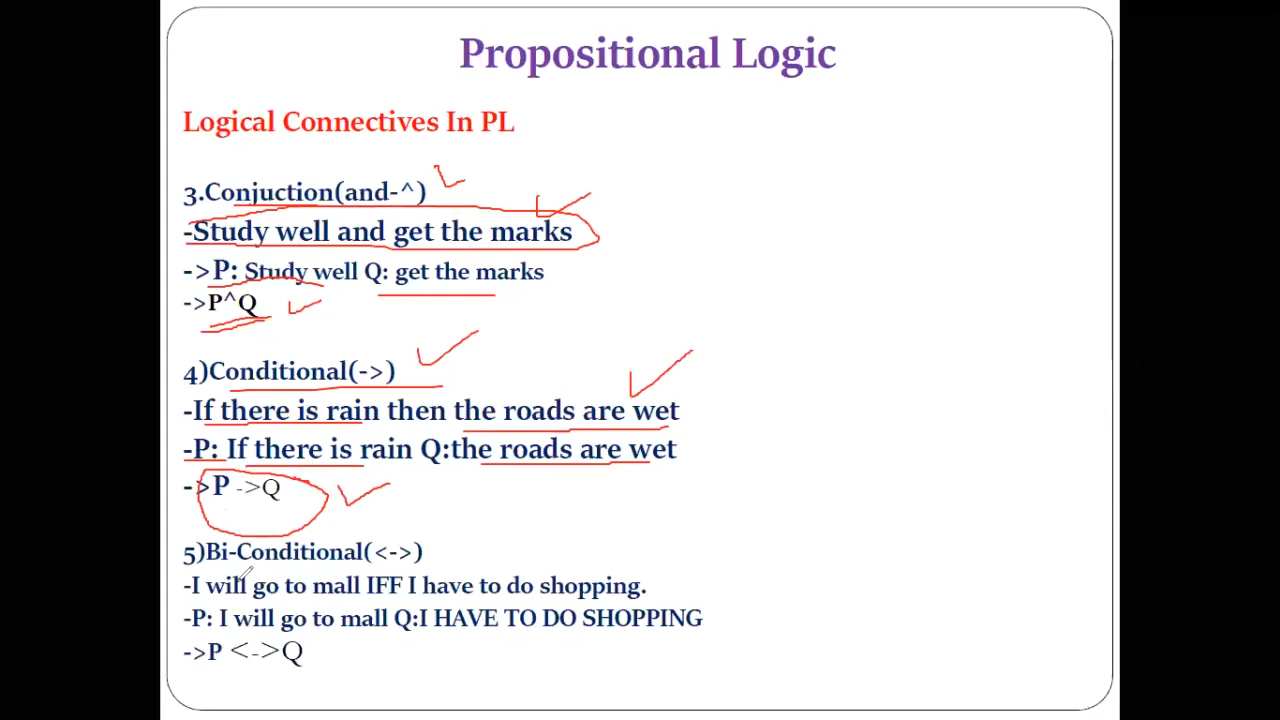 Propositional Logic
Logical Connectives In PL
3.Conjuction(and-^)
-Study well and get the marks
->P: Study well Q: get the marks
->P^Q
4)Conditional(->)
-If there is rain then the roads are wet
-P: If there is rain Q:the roads are wet
->P ->Q
5)Bi-Conditional(<->)
-I will go to mall IFF I have to do shopping.
-P: I will go to mall Q:I HAVE TO DO SHOPPING
->P <->Q